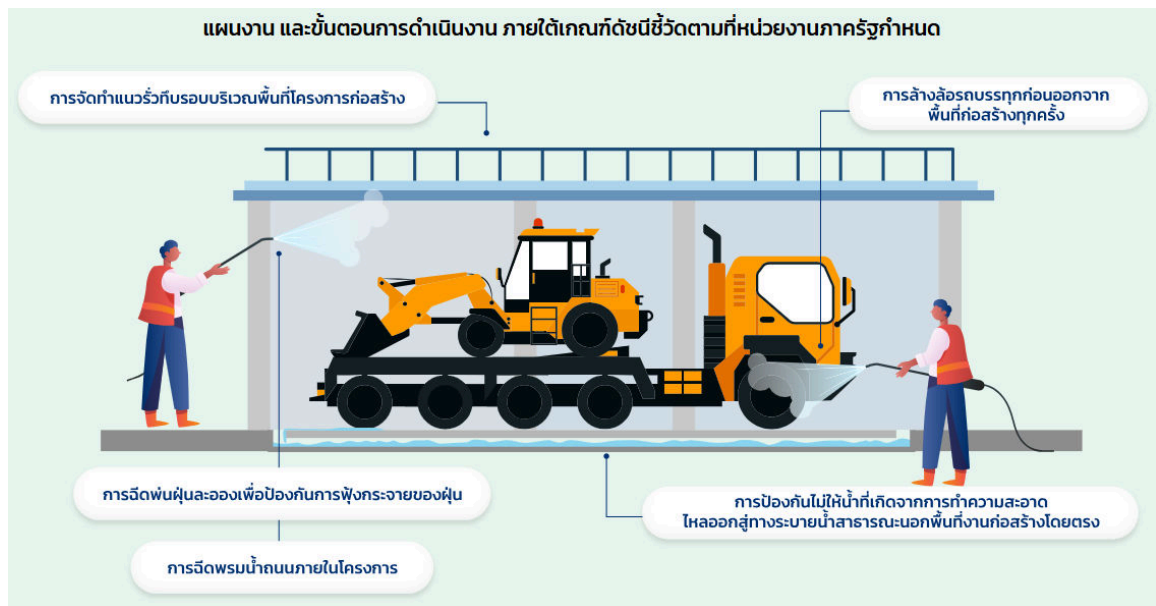 แผนงาน และขั้นตอนการดำเนินงาน ภายใต้เกณฑ์ดัชนีชี้วัดตามที่หน่วยงานภาครัฐกำหนด
การจัดทำแนวรั้วทึบรอบบริเวณพื้นที่โครงการก่อสร้าง
การล้างล้อรถบรรทุกก่อนออกจาก
พื้นที่ก่อสร้างทุกครั้ง
การฉีดพ่นฝุ่นละอองเพื่อป้องกันการฟุ้งกระจายของฝุ่น
การป้องกันไม่ให้น้ำที่เกิดจากการทำความสะอาด
ไหลออกสู่ทางระบายน้ำสาธารณะนอกพื้นที่งานก่อสร้างโดยตรง
การฉีดพรมน้ำถนนภายในโครงการ